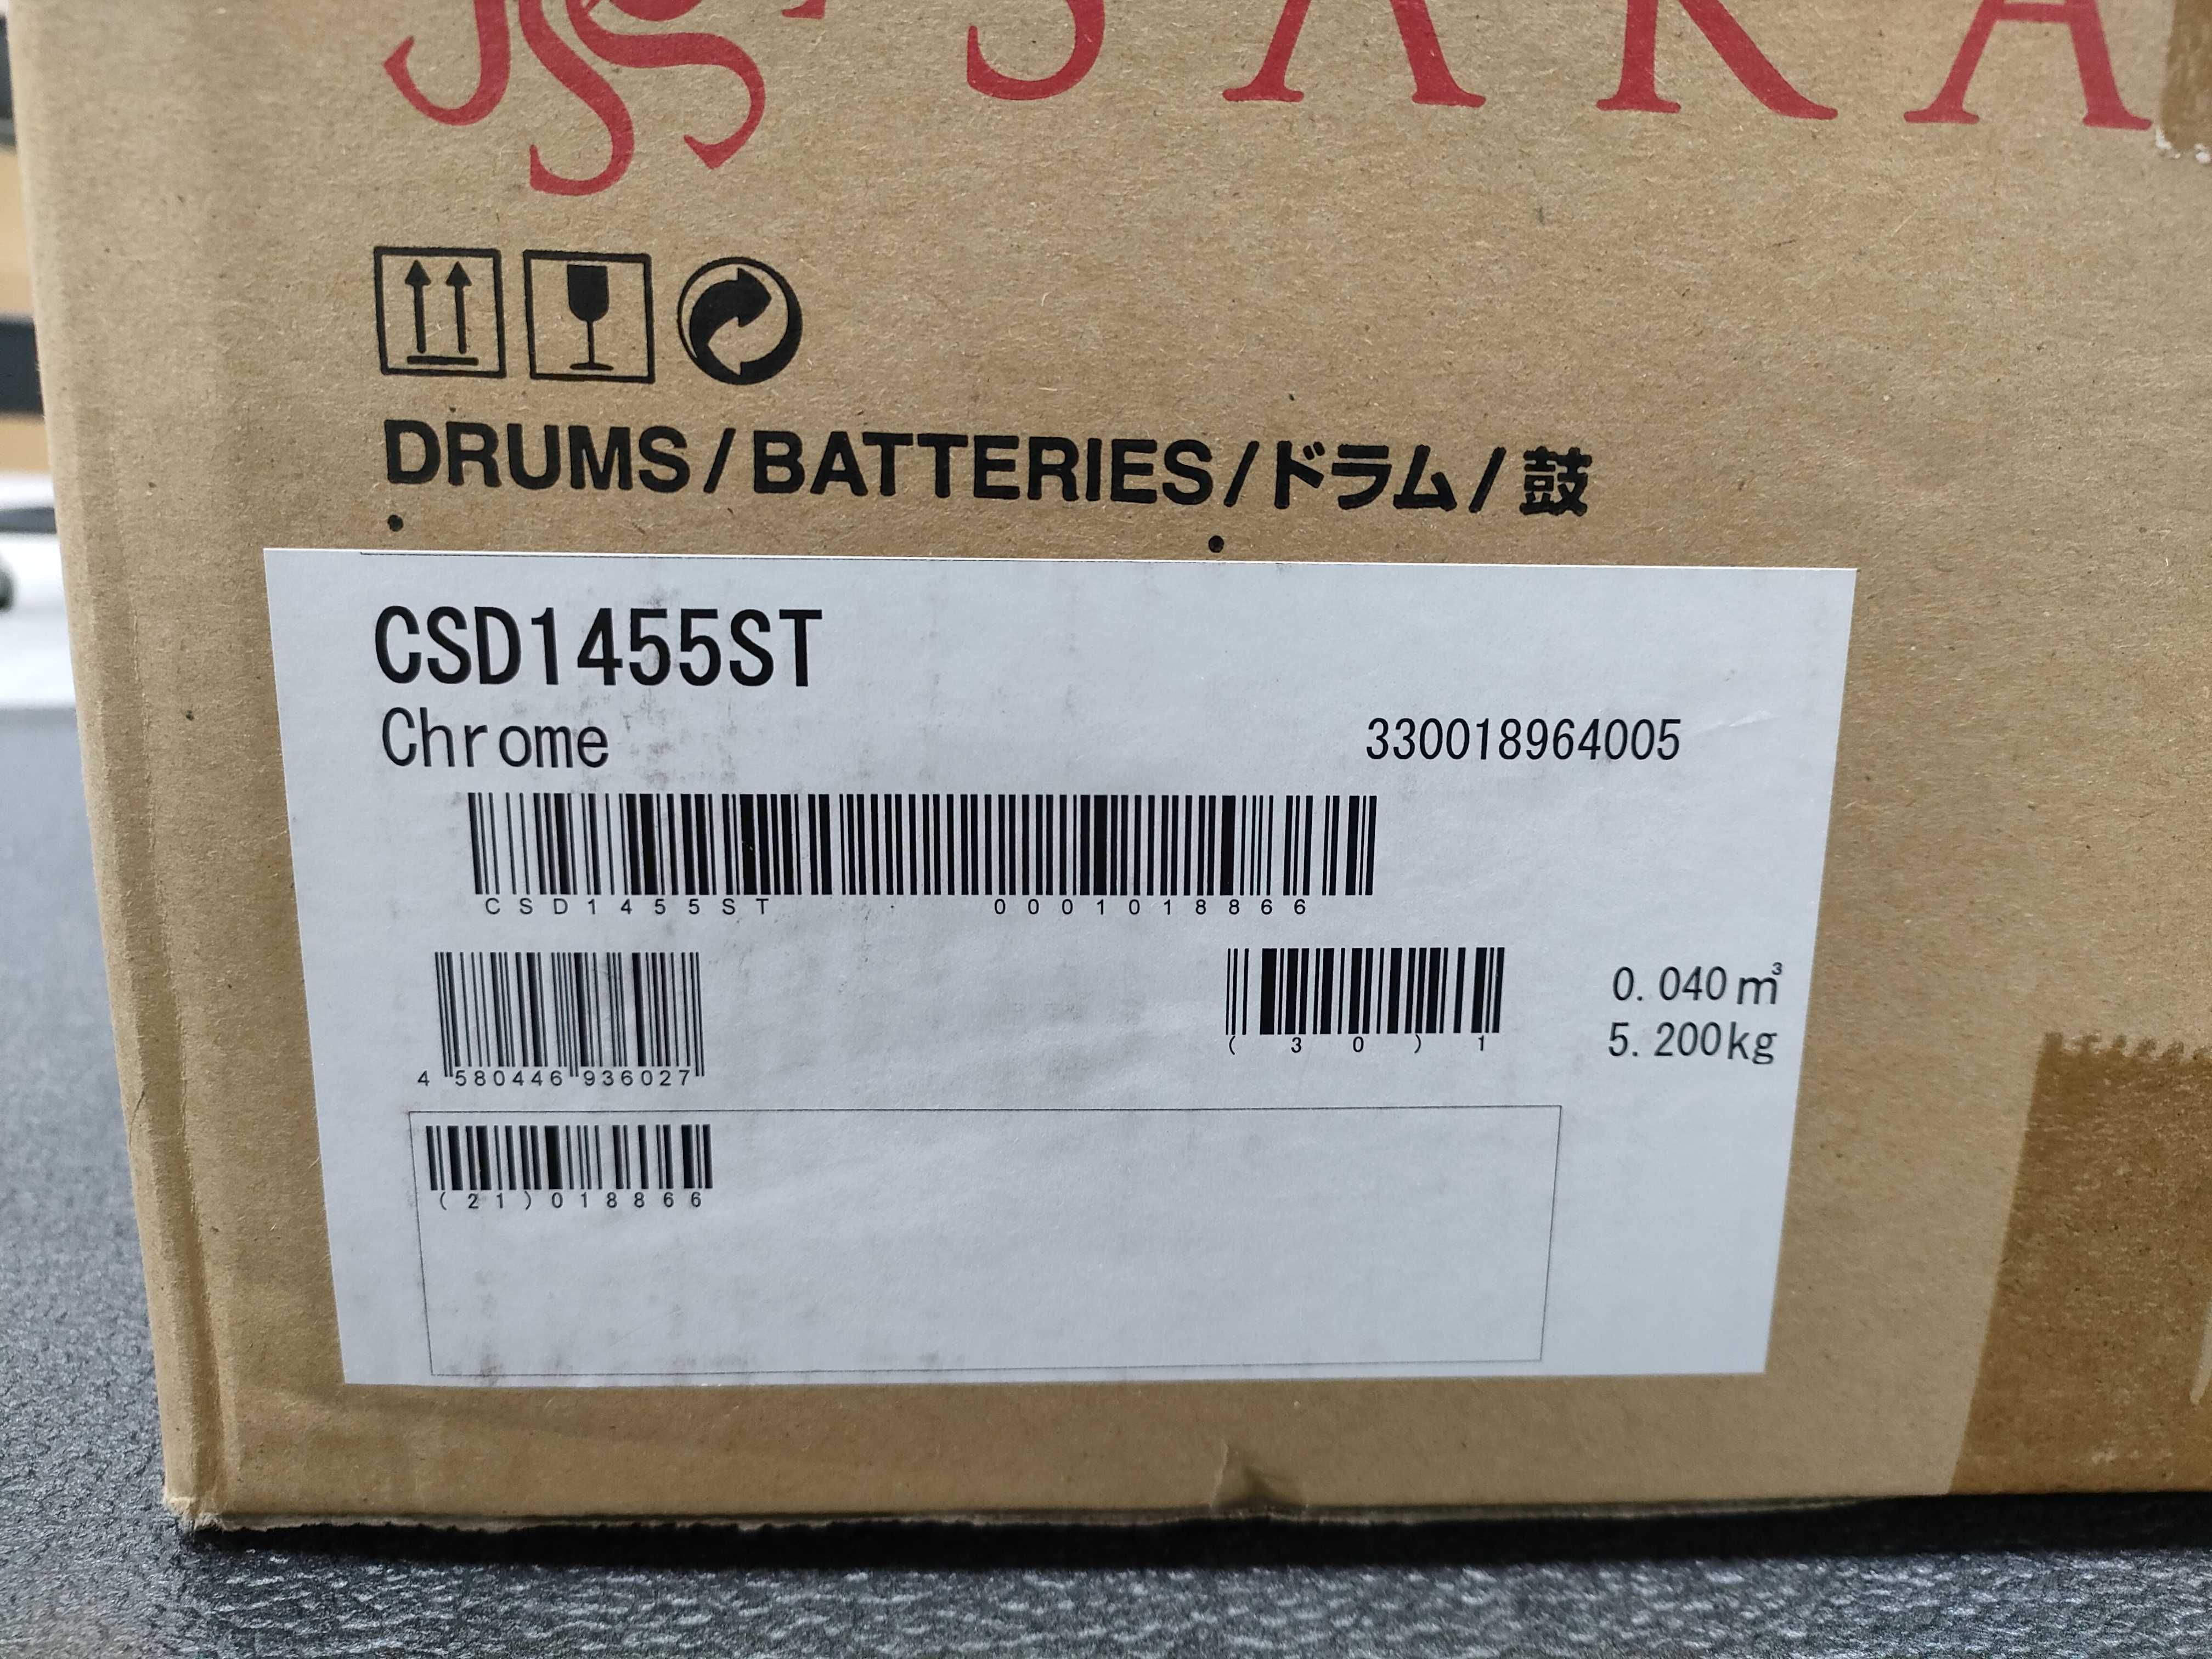 SAKA
DRUMS/BATTERIES/ドラム/鼓
CSD1455ST
Chrome
330018964005
CSD1455ST 0001018866
4 580446 936027
(30)1
0.040㎥
5.200kg
(21)018866